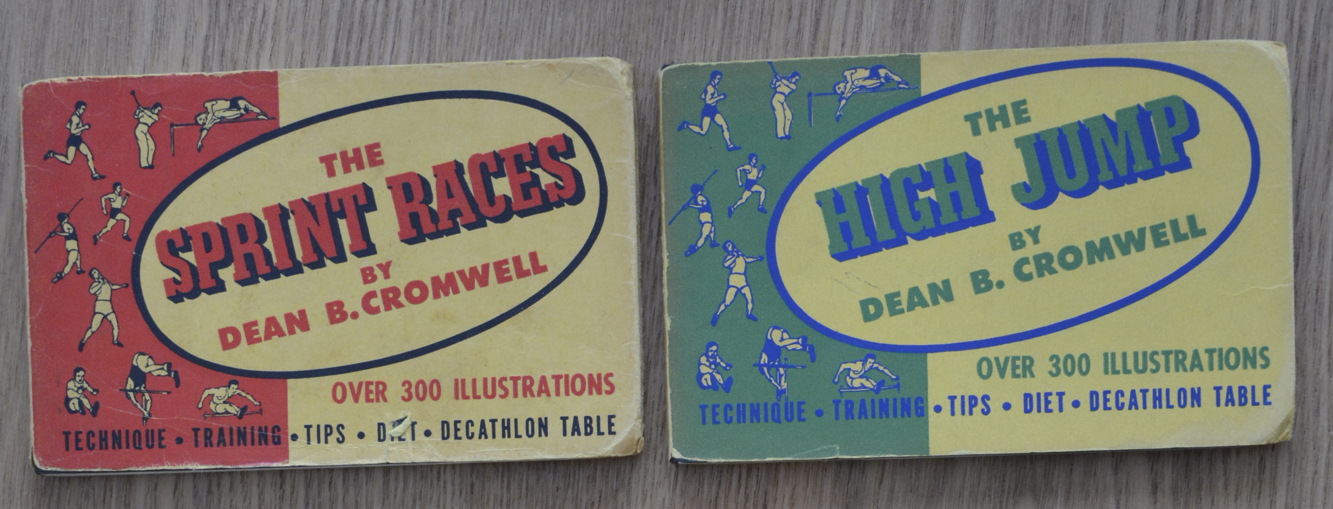 THE
SPRINT RACES
BY
DEAN B. CROMWELL
OVER 300 ILLUSTRATIONS
TECHNIQUE • TRAINING • TIPS • DIET • DECATHLON TABLE
THE
HIGH JUMP
BY
DEAN B. CROMWELL
OVER 300 ILLUSTRATIONS
TECHNIQUE • TRAINING • TIPS • DIET • DECATHLON TABLE